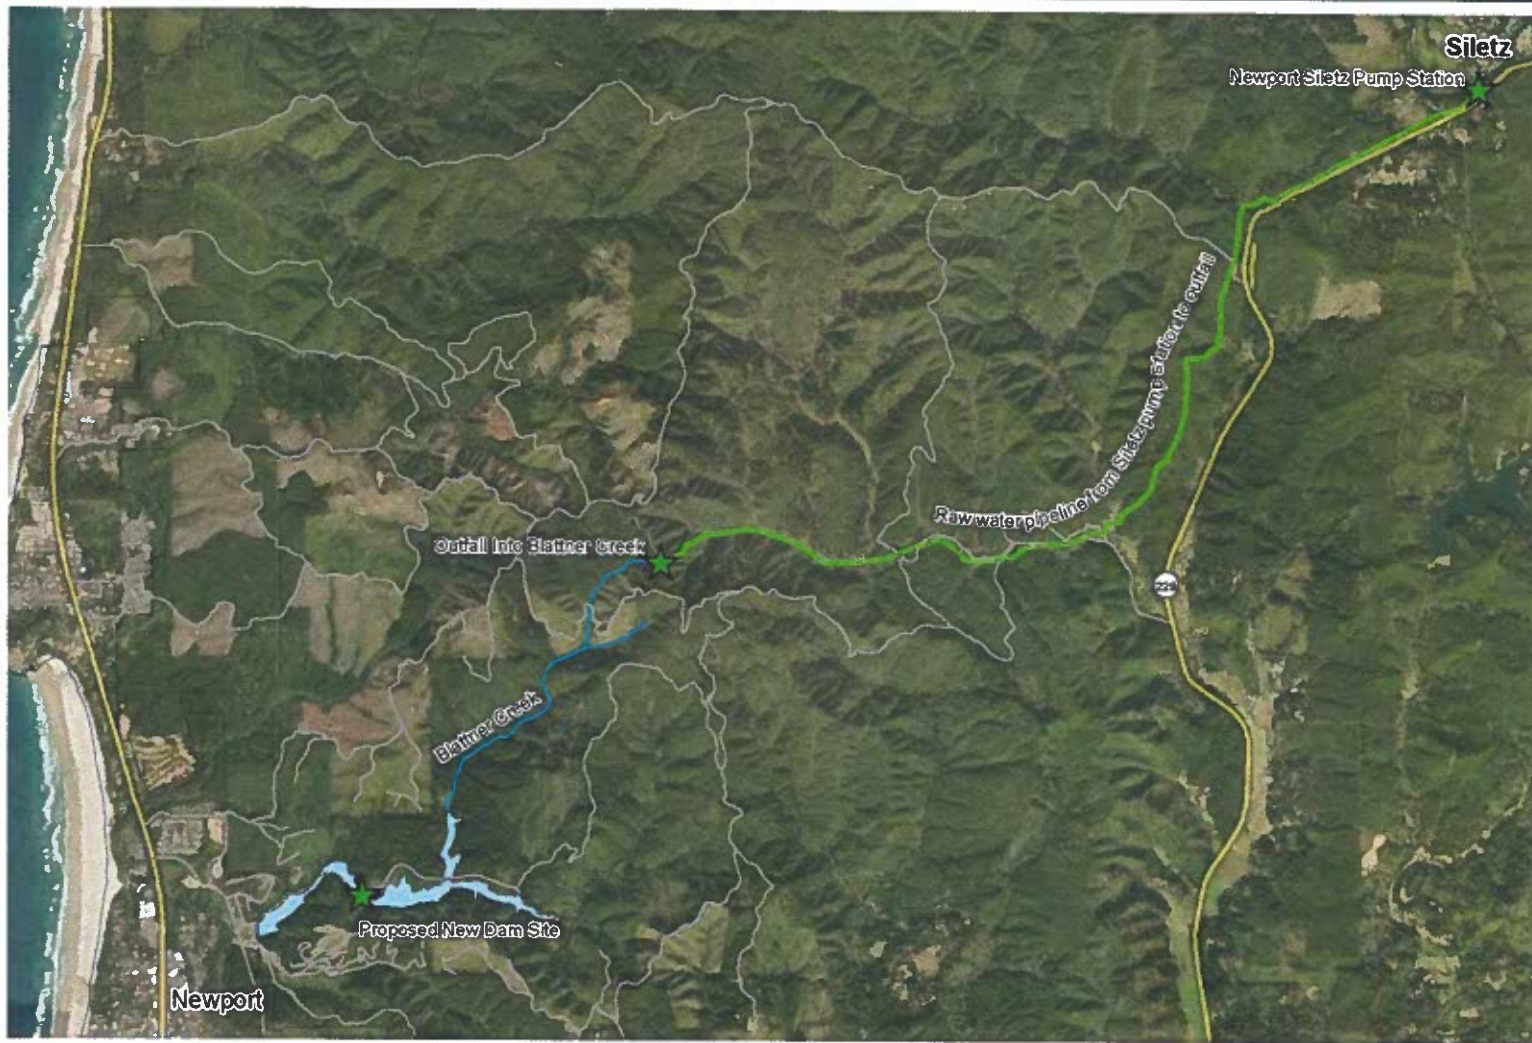 Siletz
Newport Siletz Pump Station
Raw water pipeline from Siletz pump station to outfall
Outfall Into Blattner Creek
229
Blattner Creek
Proposed New Dam Site
Newport